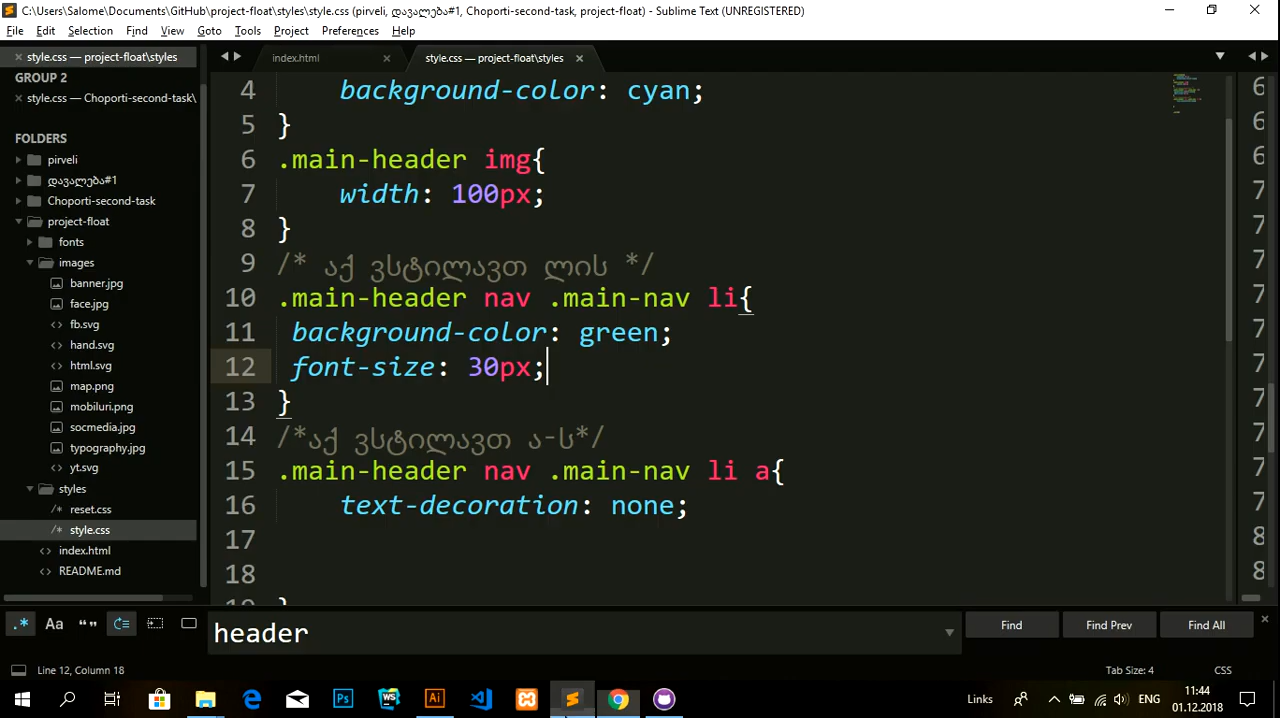 C:\Users\Salome\Documents\GitHub\project-float\styles\style.css (pirveli, დავალება#1, Choporti-second-task, project-float) - Sublime Text (UNREGISTERED)
File Edit Selection Find View Goto Tools Project Preferences Help
style.css — project-float\styles
index.html
style.css — project-float\styles
GROUP 2
style.css — Choporti-second-task\
FOLDERS
pirveli
დავალება#1
Choporti-second-task
project-float
fonts
images
banner.jpg
face.jpg
fb.svg
hand.svg
html.svg
map.png
mobiluri.png
socmedia.jpg
typography.jpg
yt.svg
styles
reset.css
/* style.css
index.html
README.md
4 background-color: cyan;
5 }
6 .main-header img{
7 width: 100px;
8 }
9 /* აქ ვსტილავთ ლის */
10 .main-header nav .main-nav li{
11 background-color: green;
12 font-size: 30px;
13 }
14 /*აქ ვსტილავთ ა-ს*/
15 .main-header nav .main-nav li a{
16 text-decoration: none;
17
18
header
Find Find Prev Find All
Line 12, Column 18
Tab Size: 4 CSS
Links ENG 11:44
01.12.2018